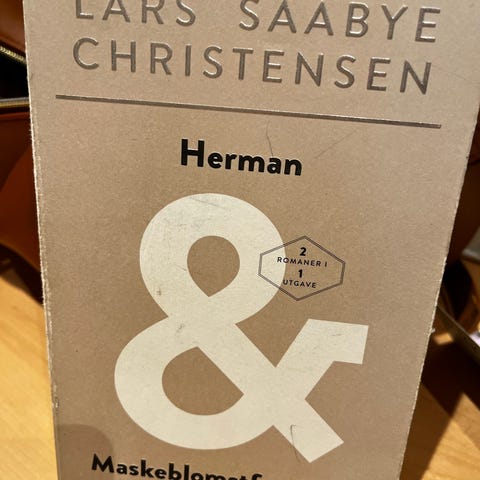 LARS SAABYE
CHRISTENSEN
Herman
&
2
ROMANER I
1
UTGAVE